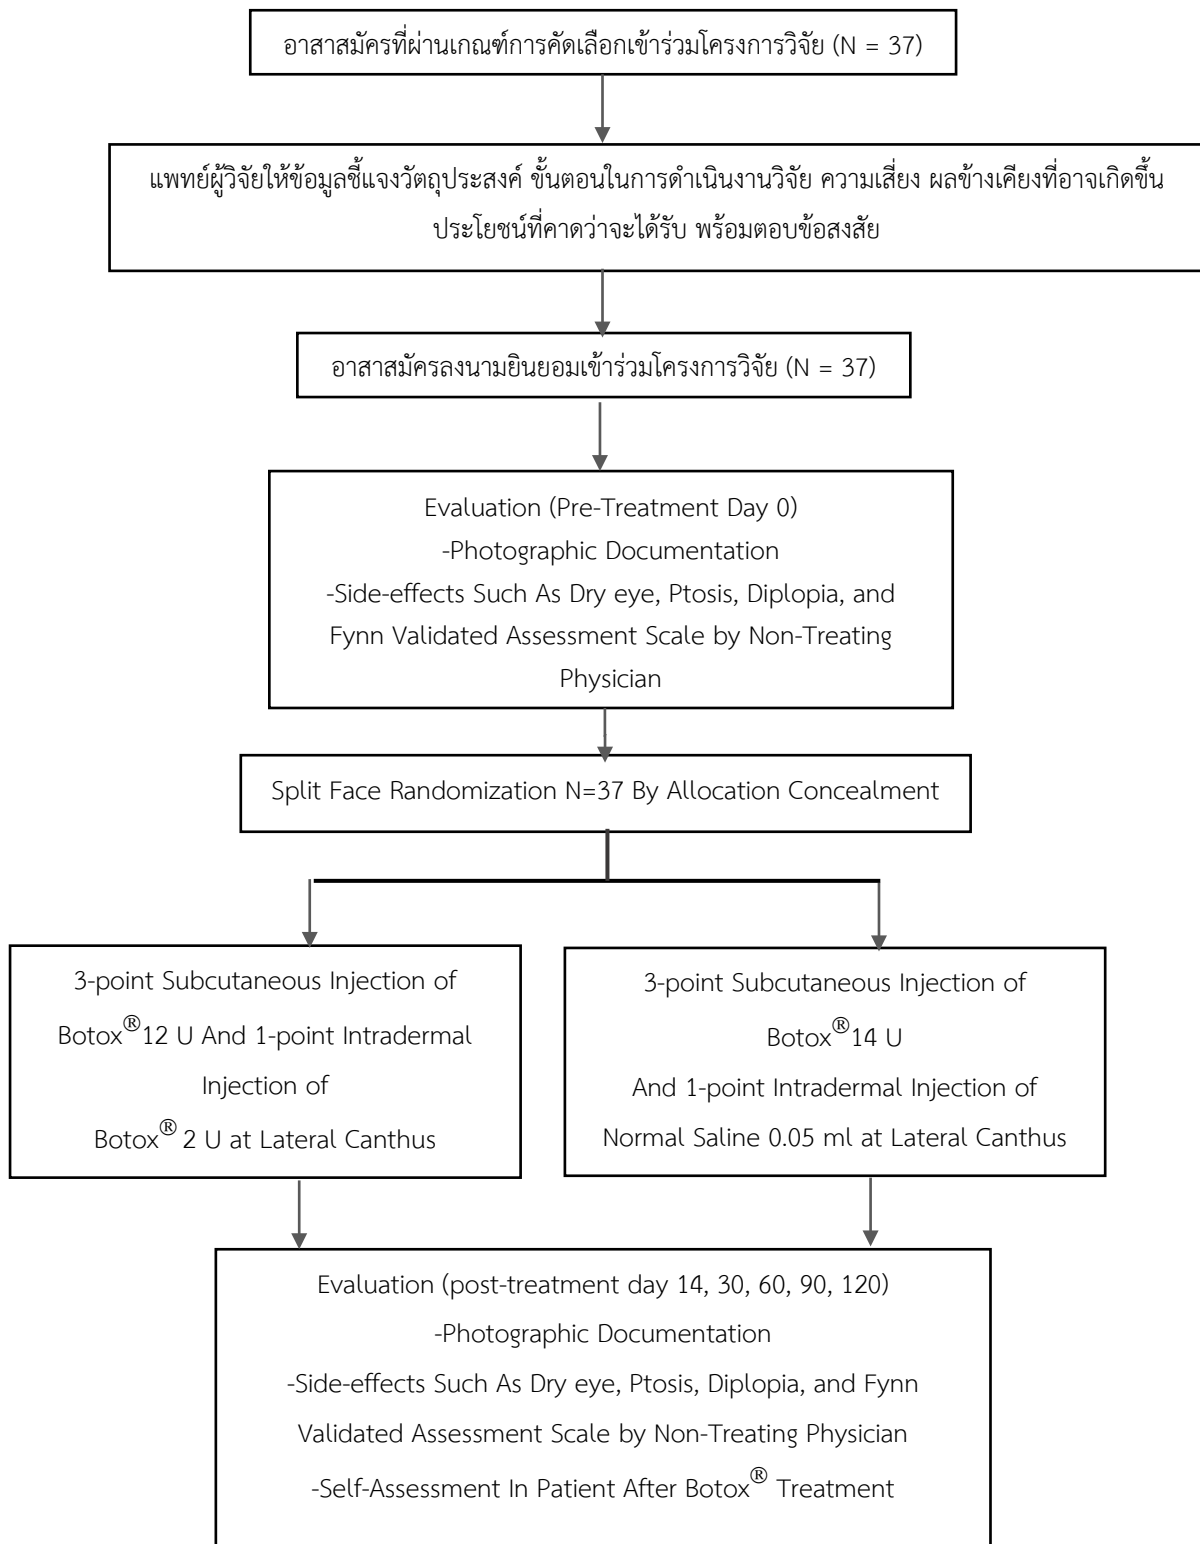 อาสาสมัครที่ผ่านเกณฑ์การคัดเลือกเข้าร่วมโครงการวิจัย (N = 37)
แพทย์ผู้วิจัยให้ข้อมูลชี้แจงวัตถุประสงค์ ขั้นตอนในการดำเนินงานวิจัย ความเสี่ยง ผลข้างเคียงที่อาจเกิดขึ้น
ประโยชน์ที่คาดว่าจะได้รับ พร้อมตอบข้อสงสัย
อาสาสมัครลงนามยินยอมเข้าร่วมโครงการวิจัย (N = 37)
Evaluation (Pre-Treatment Day 0)
-Photographic Documentation
-Side-effects Such As Dry eye, Ptosis, Diplopia, and
Fynn Validated Assessment Scale by Non-Treating
Physician
Split Face Randomization N=37 By Allocation Concealment
3-point Subcutaneous Injection of
Botox®12 U And 1-point Intradermal
Injection of
Botox® 2 U at Lateral Canthus
3-point Subcutaneous Injection of
Botox®14 U
And 1-point Intradermal Injection of
Normal Saline 0.05 ml at Lateral Canthus
Evaluation (post-treatment day 14, 30, 60, 90, 120)
-Photographic Documentation
-Side-effects Such As Dry eye, Ptosis, Diplopia, and Fynn
Validated Assessment Scale by Non-Treating Physician
-Self-Assessment In Patient After Botox® Treatment